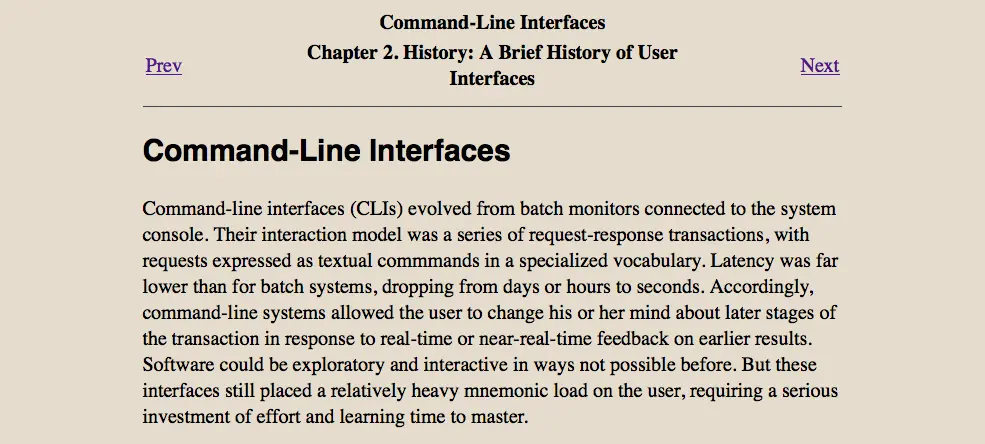 Command-Line Interfaces
Chapter 2. History: A Brief History of User
Interfaces
Prev
Next
Command-Line Interfaces
Command-line interfaces (CLIs) evolved from batch monitors connected to the system
console. Their interaction model was a series of request-response transactions, with
requests expressed as textual commmands in a specialized vocabulary. Latency was far
lower than for batch systems, dropping from days or hours to seconds. Accordingly,
command-line systems allowed the user to change his or her mind about later stages of
the transaction in response to real-time or near-real-time feedback on earlier results.
Software could be exploratory and interactive in ways not possible before. But these
interfaces still placed a relatively heavy mnemonic load on the user, requiring a serious
investment of effort and learning time to master.